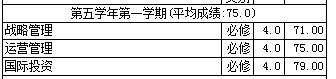 第五学年第一学期(平均成绩:75.0)
战略管理 必修 4.0 71.00
运营管理 必修 4.0 75.00
国际投资 必修 4.0 79.00